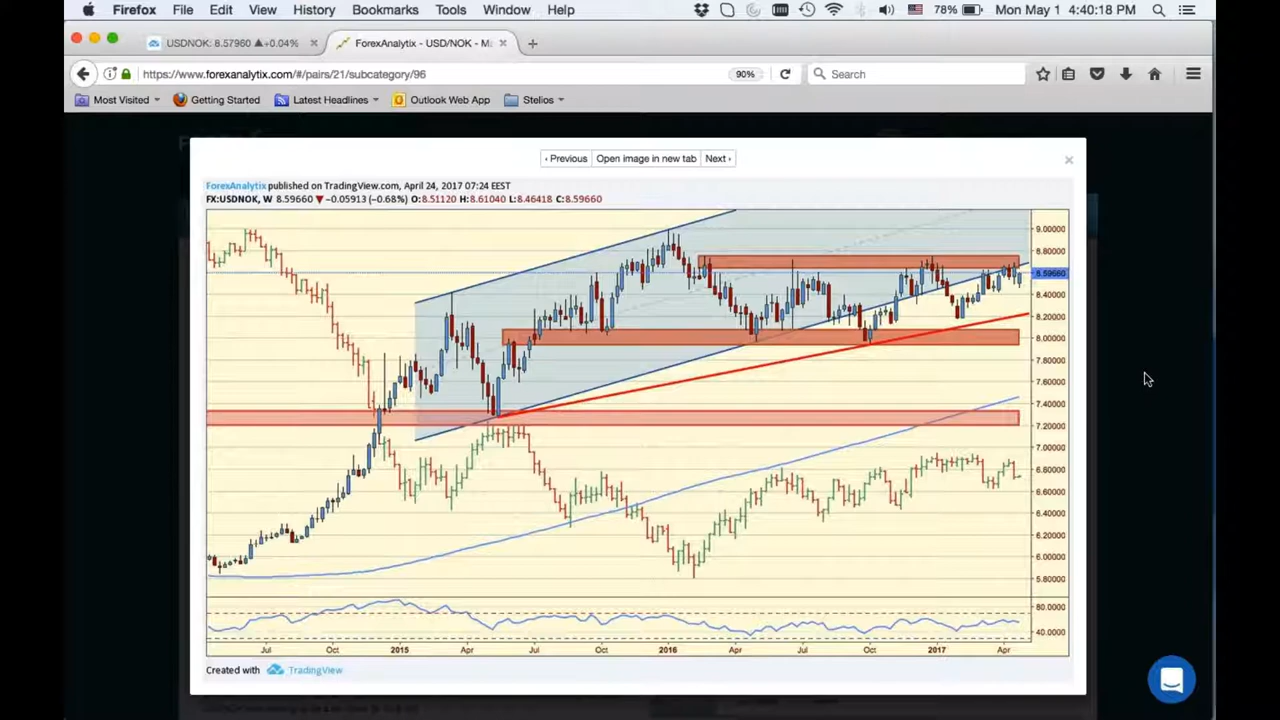 Firefox File Edit View History Bookmarks Tools Window Help 78% Mon May 1 4:40:18 PM
USDNOK: 8.57960 ▲+0.04% × ForexAnalytix - USD/NOK - M × +
https://www.forexanalytix.com/#/pairs/21/subcategory/96 90% Search
Most Visited Getting Started Latest Headlines Outlook Web App Stelios
‹ Previous Open image in new tab Next ›
×
ForexAnalytix published on TradingView.com, April 24, 2017 07:24 EEST
FX:USDNOK, W 8.59660 ▼ −0.05913 (−0.68%) O:8.51120 H:8.61040 L:8.46418 C:8.59660
9.00000
8.80000
8.59660
8.40000
8.20000
8.00000
7.80000
7.60000
7.40000
7.20000
7.00000
6.80000
6.60000
6.40000
6.20000
6.00000
5.80000
80.0000
40.0000
Jul Oct 2015 Apr Jul Oct 2016 Apr Jul Oct 2017 Apr
Created with TradingView